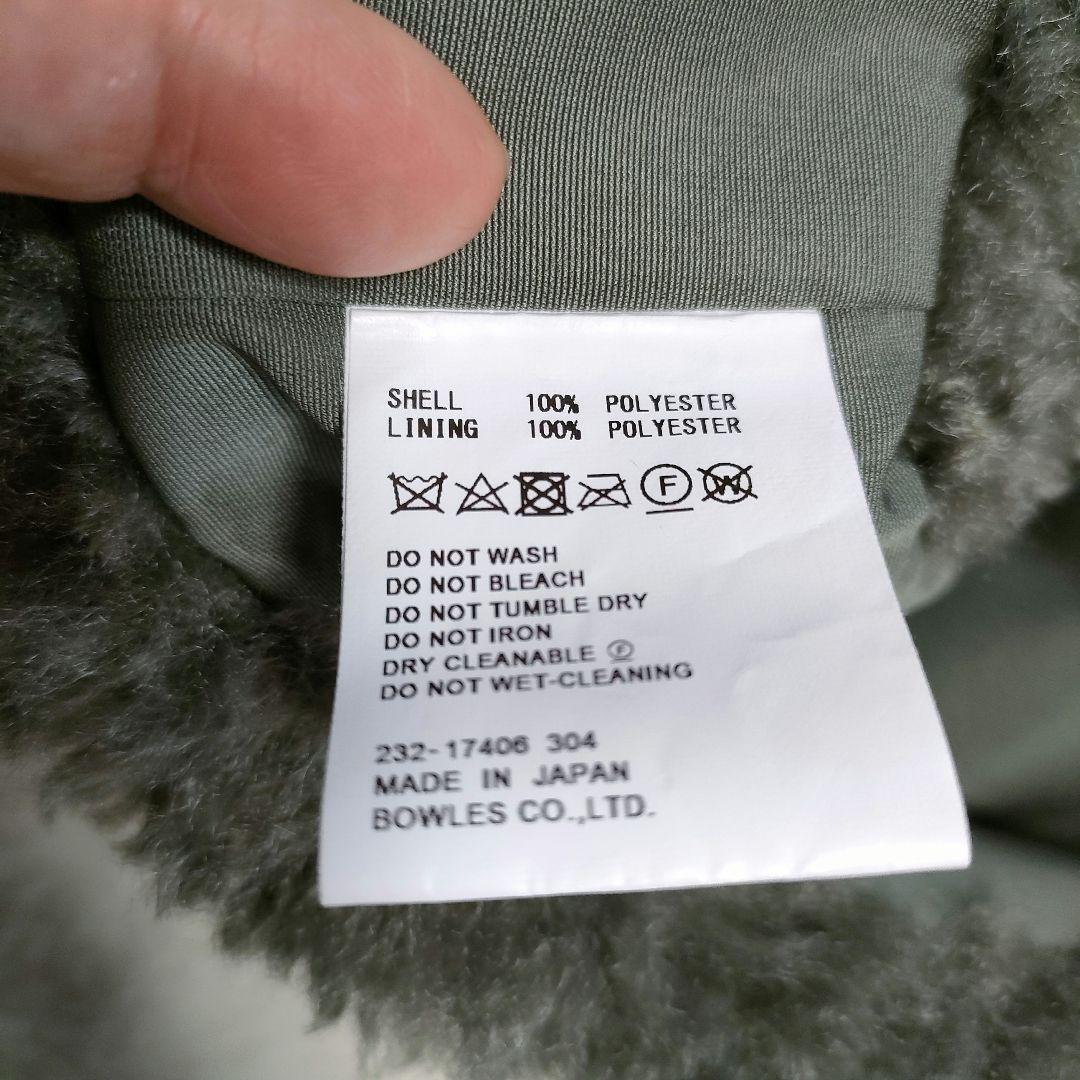 SHELL 100% POLYESTER
LINING 100% POLYESTER
F W
DO NOT WASH
DO NOT BLEACH
DO NOT TUMBLE DRY
DO NOT IRON
DRY CLEANABLE Ⓕ
DO NOT WET-CLEANING
232-17406 304
MADE IN JAPAN
BOWLES CO.,LTD.